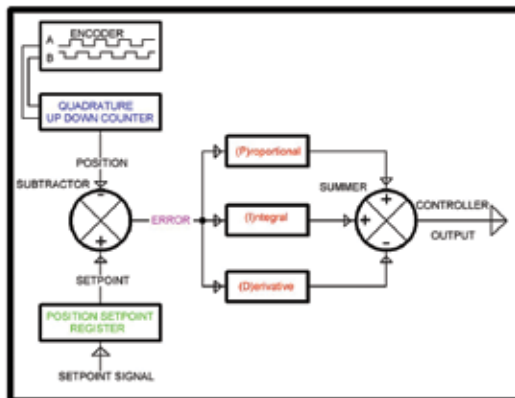 ENCODER
A
B
QUADRATURE
UP DOWN COUNTER
POSITION
SUBTRACTOR
-
+
ERROR
SETPOINT
POSITION SETPOINT
REGISTER
SETPOINT SIGNAL
(P)roportional
(I)ntegral
(D)erivative
SUMMER
+
+
-
CONTROLLER
OUTPUT